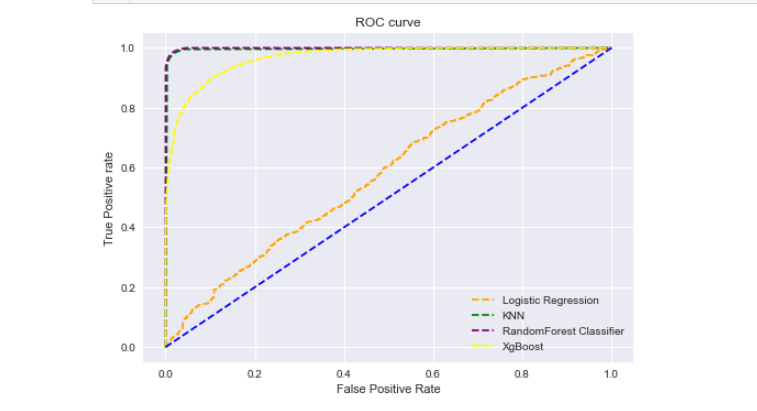 ROC curve
1.0
0.8
0.6
0.4
0.2
0.0
True Positive rate
Logistic Regression
KNN
RandomForest Classifier
XgBoost
0.0 0.2 0.4 0.6 0.8 1.0
False Positive Rate